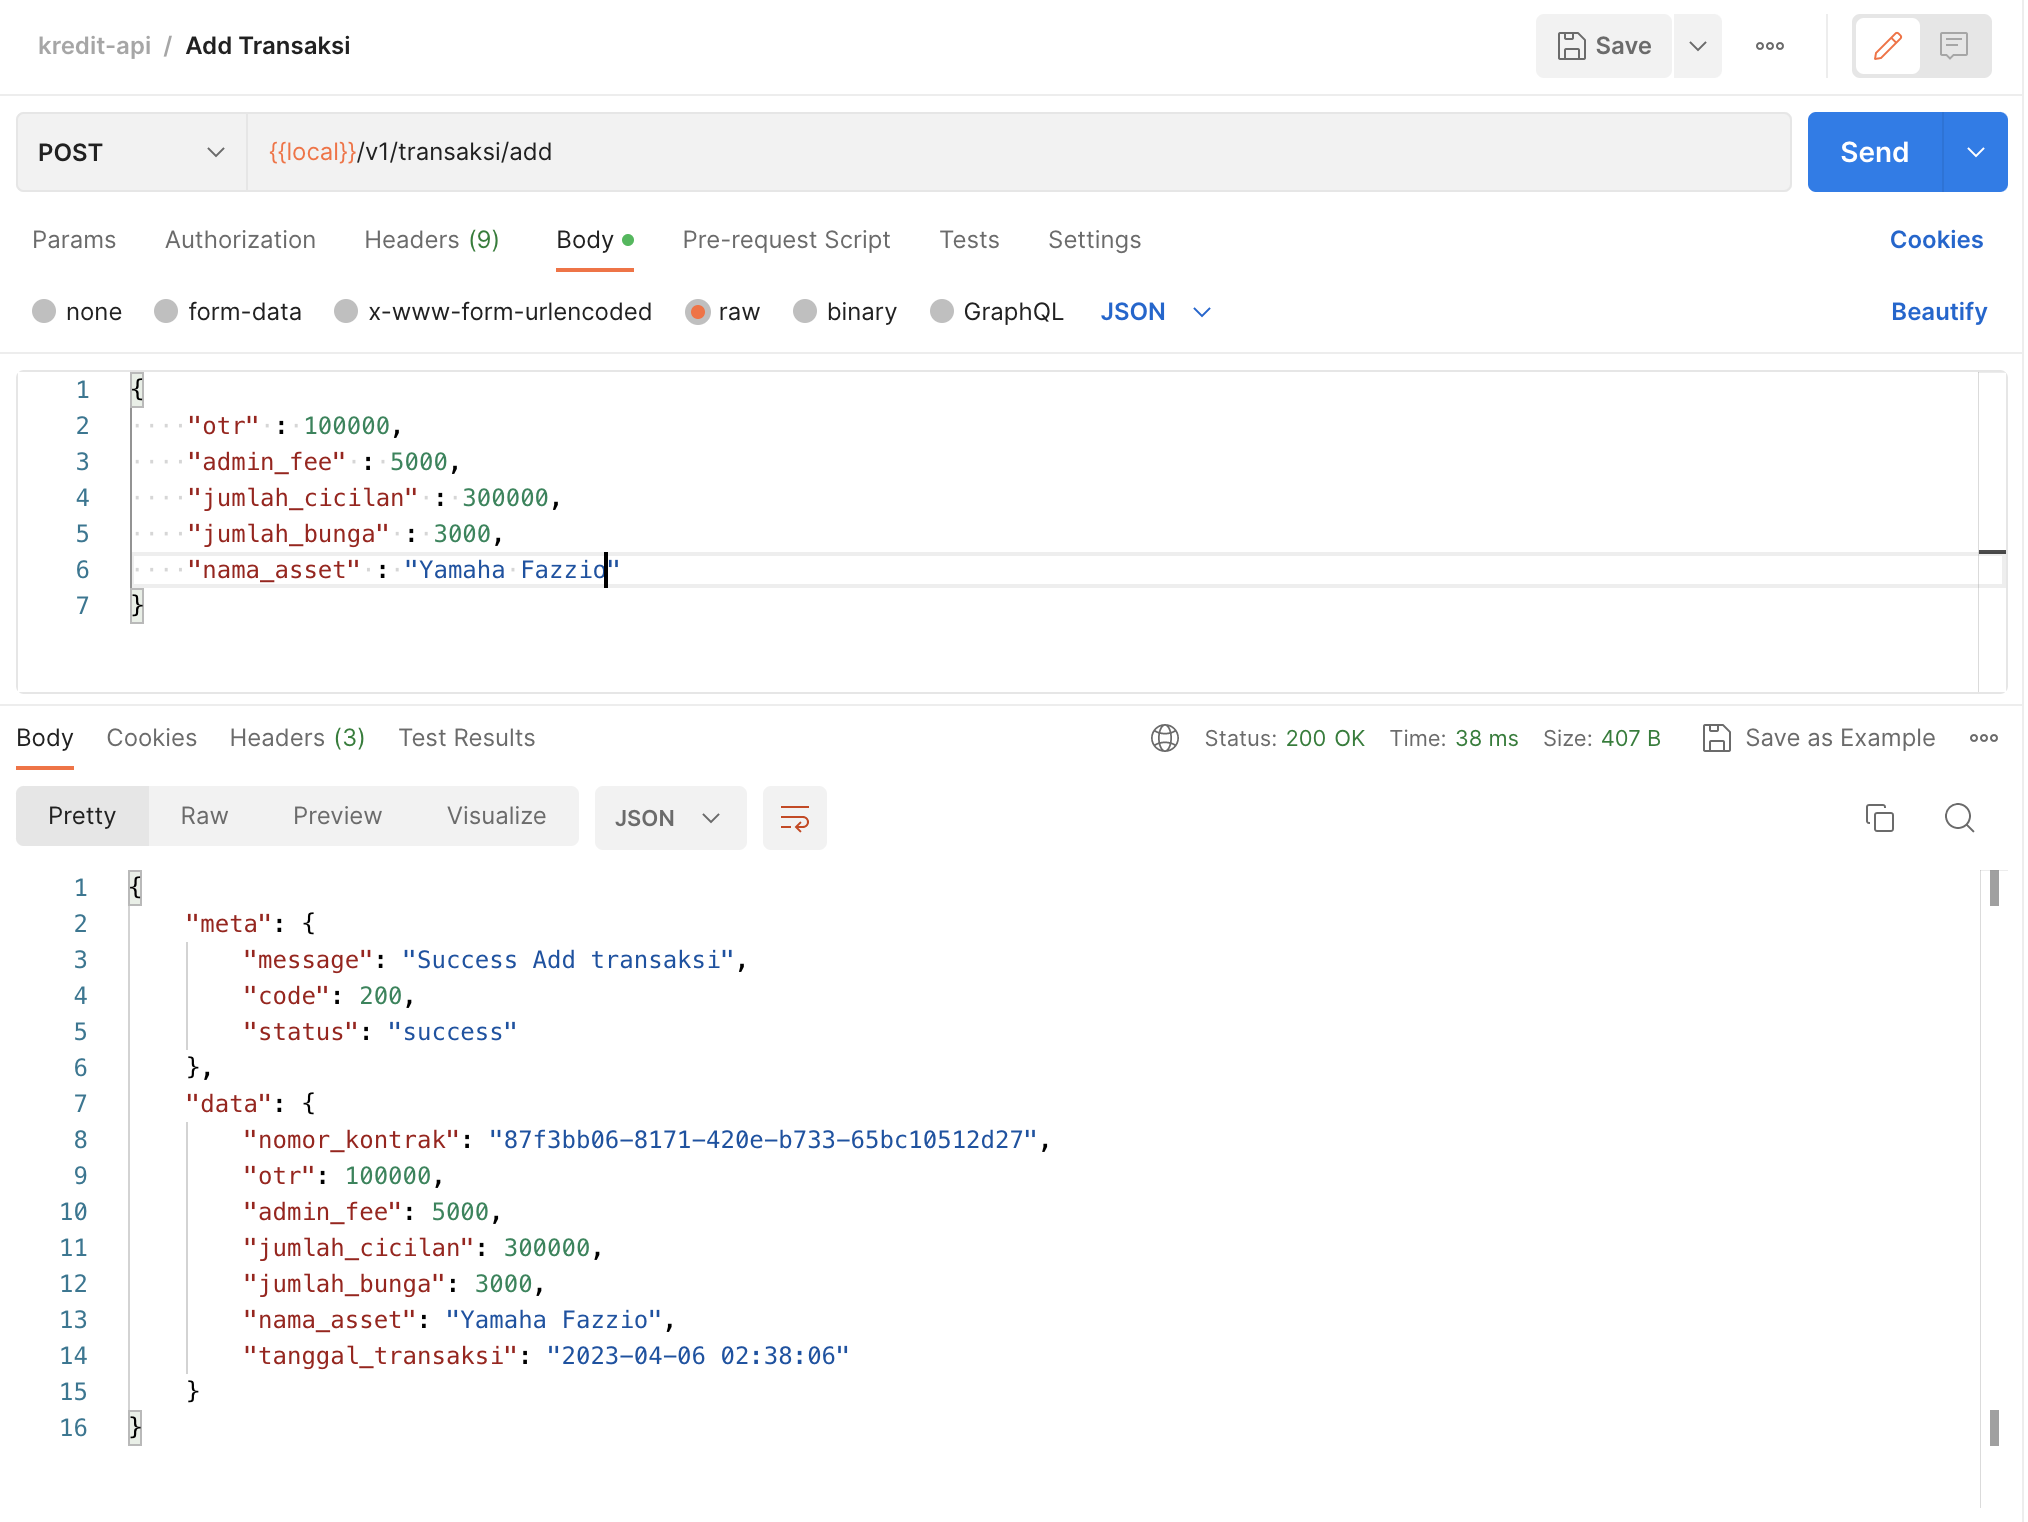 kredit-api / Add Transaksi
Save
POST
{{local}}/v1/transaksi/add
Send
Params Authorization Headers (9) Body Pre-request Script Tests Settings Cookies
none form-data x-www-form-urlencoded raw binary GraphQL JSON Beautify
1 {
2 "otr" : 100000,
3 "admin_fee" : 5000,
4 "jumlah_cicilan" : 300000,
5 "jumlah_bunga" : 3000,
6 "nama_asset" : "Yamaha Fazzio"
7 }
Body Cookies Headers (3) Test Results Status: 200 OK Time: 38 ms Size: 407 B Save as Example
Pretty Raw Preview Visualize JSON
1 {
2 "meta": {
3 "message": "Success Add transaksi",
4 "code": 200,
5 "status": "success"
6 },
7 "data": {
8 "nomor_kontrak": "87f3bb06-8171-420e-b733-65bc10512d27",
9 "otr": 100000,
10 "admin_fee": 5000,
11 "jumlah_cicilan": 300000,
12 "jumlah_bunga": 3000,
13 "nama_asset": "Yamaha Fazzio",
14 "tanggal_transaksi": "2023-04-06 02:38:06"
15 }
16 }